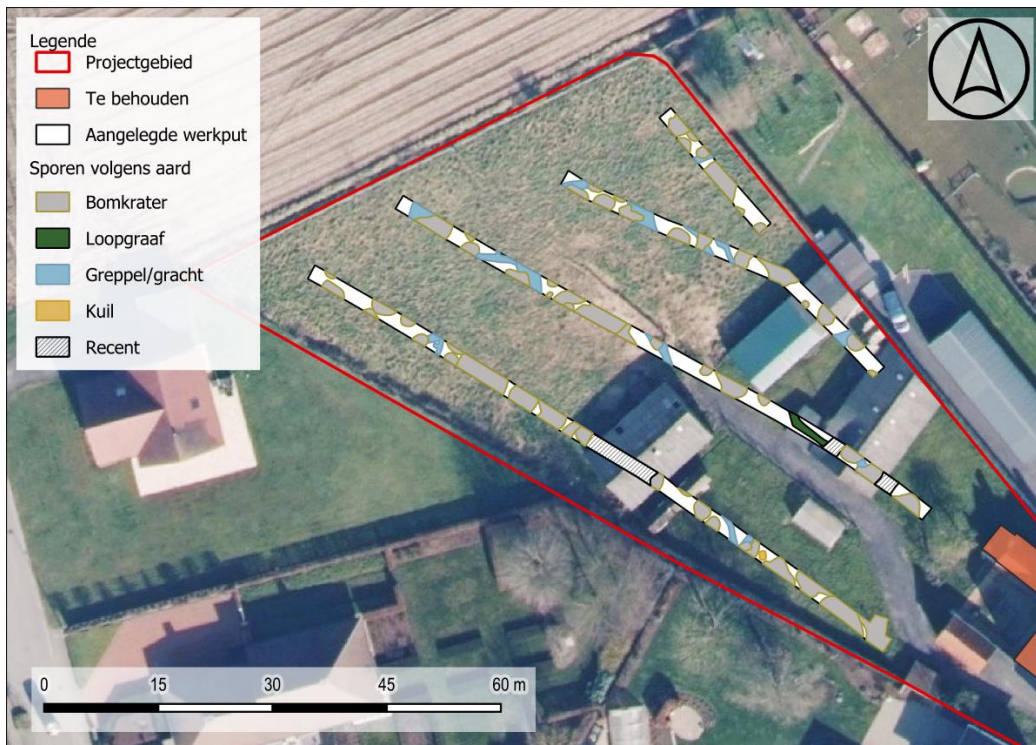 Legende
Projectgebied
Te behouden
Aangelegde werkput
Sporen volgens aard
Bomkrater
Loopgraaf
Greppel/gracht
Kuil
Recent
0 15 30 45 60 m